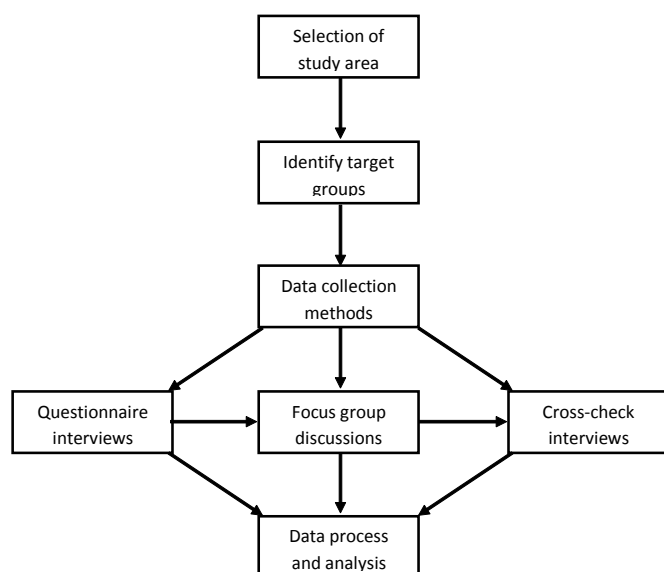 Selection of
study area
Identify target
groups
Data collection
methods
Questionnaire
interviews
Focus group
discussions
Cross-check
interviews
Data process
and analysis